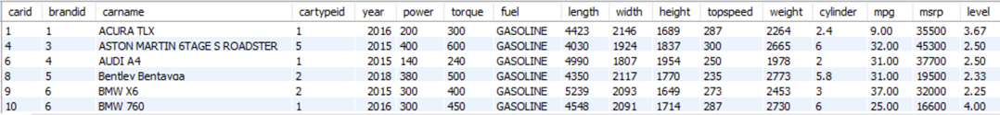 carid brandid carname cartypeid year power torque fuel length width height topspeed weight cylinder mpg msrp level
1 1 ACURA TLX 1 2016 200 300 GASOLINE 4423 2146 1689 287 2264 2.4 9.00 35500 3.67
4 3 ASTON MARTIN 6TAGE S ROADSTER 5 2015 400 600 GASOLINE 4030 1924 1837 300 2665 6 32.00 45300 2.50
6 4 AUDI A4 1 2015 140 240 GASOLINE 4990 1807 1954 250 1978 2 31.00 37700 2.50
8 5 Bentley Bentayga 2 2018 380 500 GASOLINE 4350 2117 1770 235 2773 5.8 31.00 19500 2.33
9 6 BMW X6 2 2015 300 400 GASOLINE 5239 2093 1649 273 2453 3 37.00 32000 2.25
10 6 BMW 760 1 2016 300 450 GASOLINE 4548 2091 1714 287 2730 6 25.00 16600 4.00